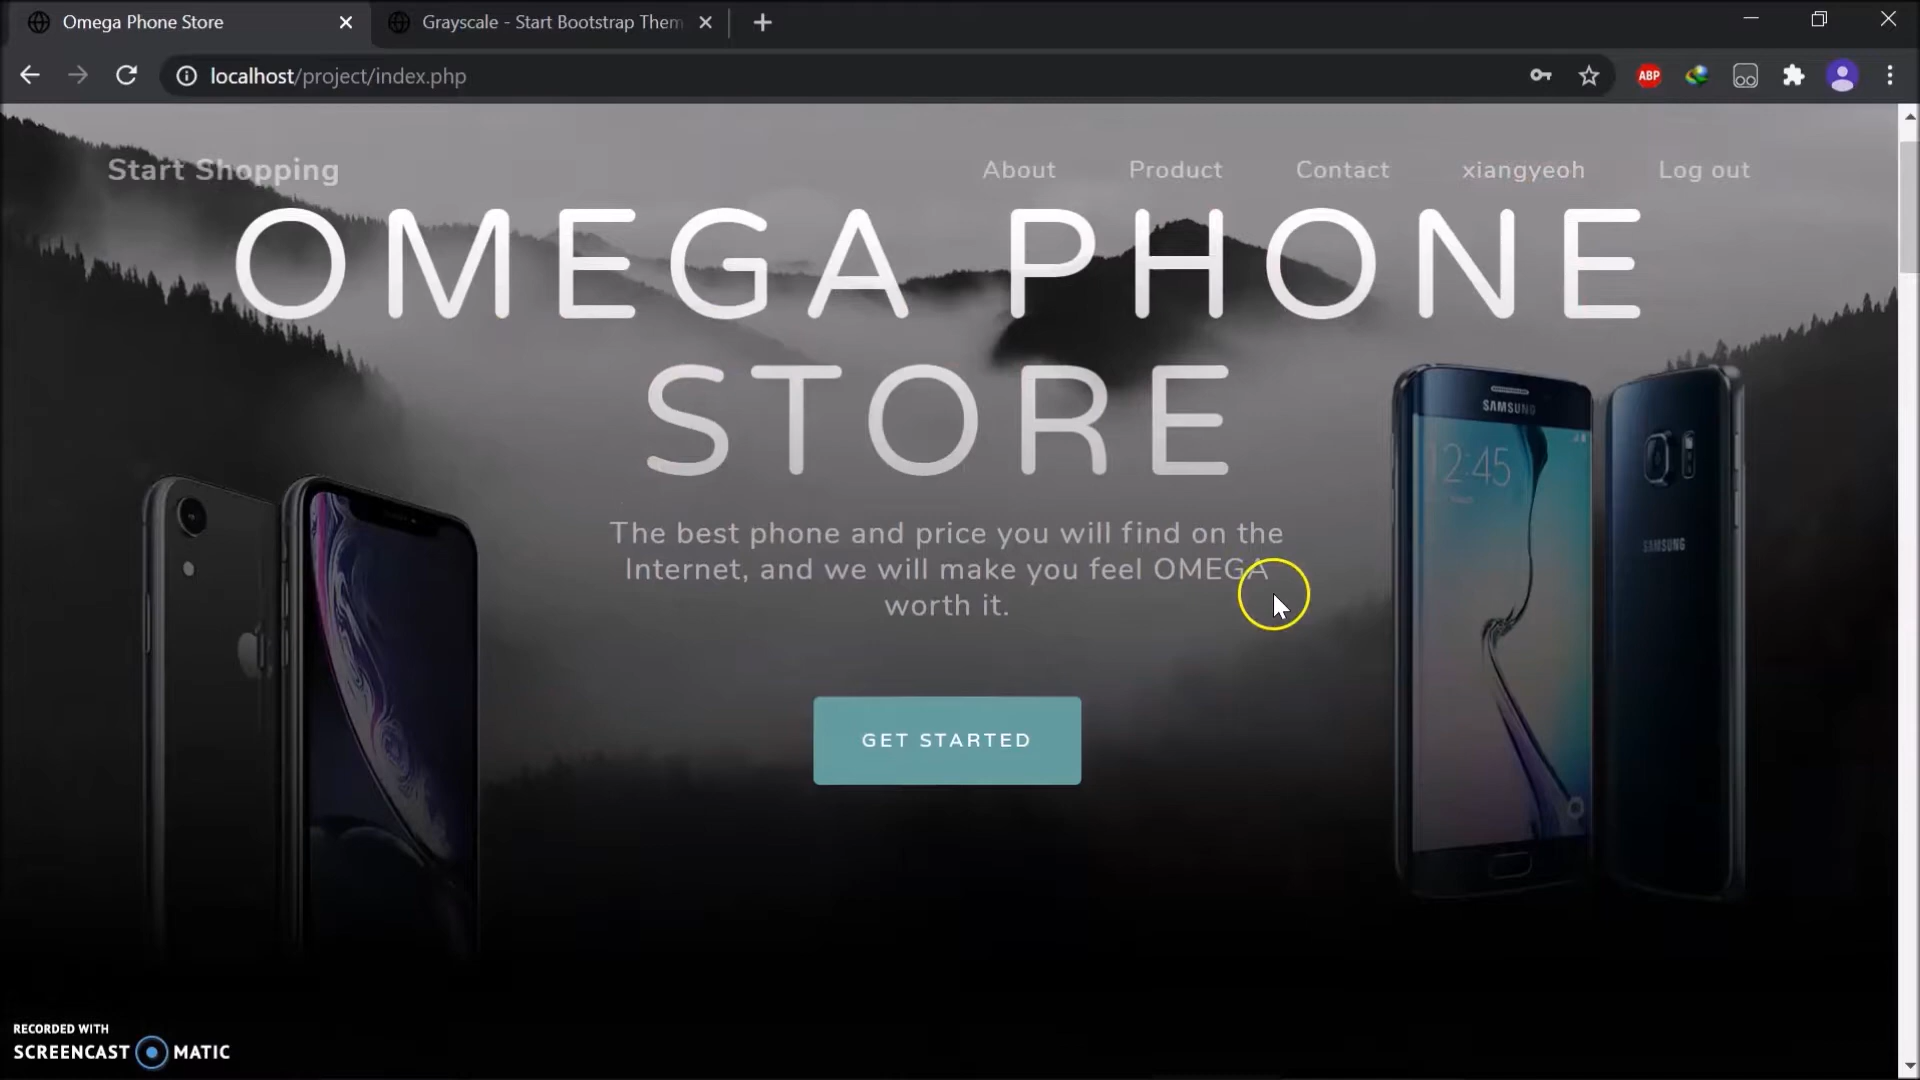 Omega Phone Store
Grayscale - Start Bootstrap Them
localhost/project/index.php
ABP
Start Shopping
About
Product
Contact
xiangyeoh
Log out
OMEGA PHONE
STORE
SAMSUNG
12:45
SAMSUNG
The best phone and price you will find on the
Internet, and we will make you feel OMEGA
worth it.
GET STARTED
RECORDED WITH
SCREENCAST MATIC